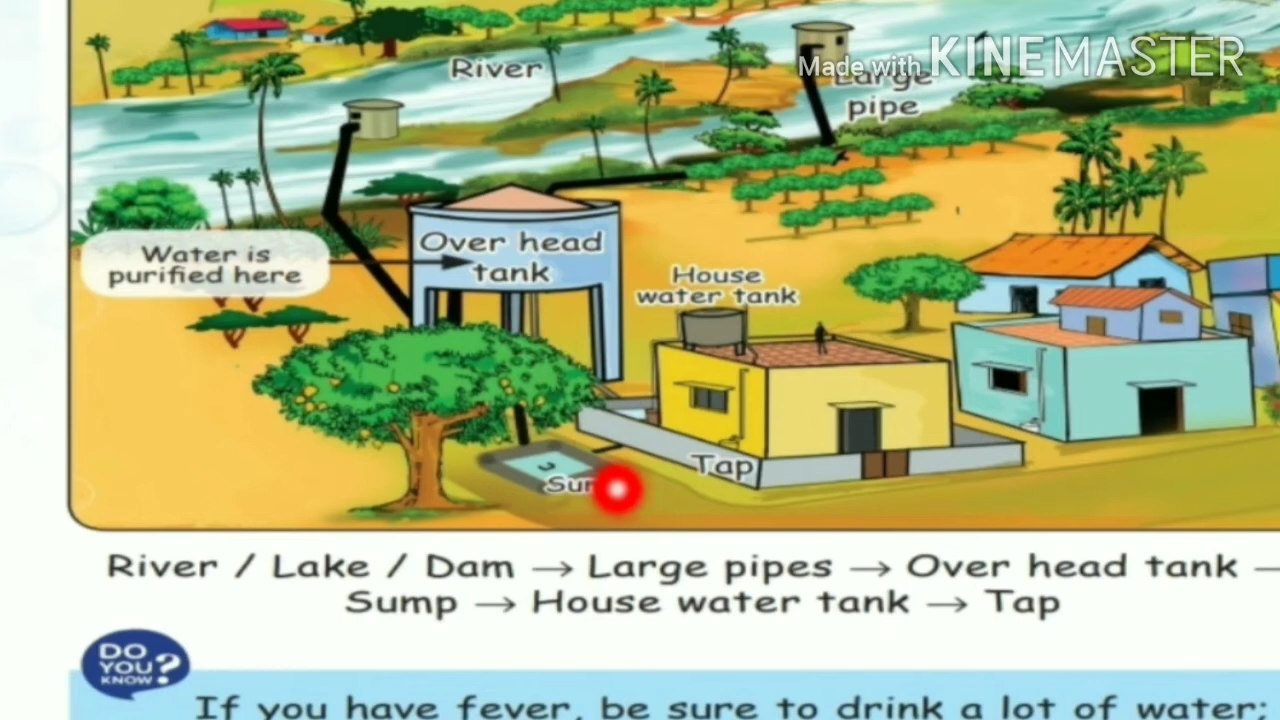 Made with KINEMASTER
River
Large
pipe
Over head
tank
Water is
purified here
House
water tank
Tap
River / Lake / Dam → Large pipes → Over head tank →
Sump → House water tank → Tap
DO
YOU
KNOW ?
If you have fever, be sure to drink a lot of water;